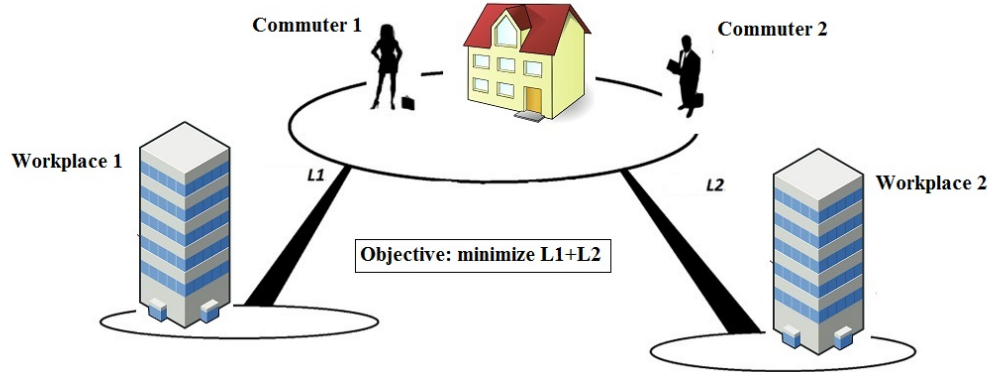 Commuter 1
Commuter 2
Workplace 1
L1
L2
Workplace 2
Objective: minimize L1+L2